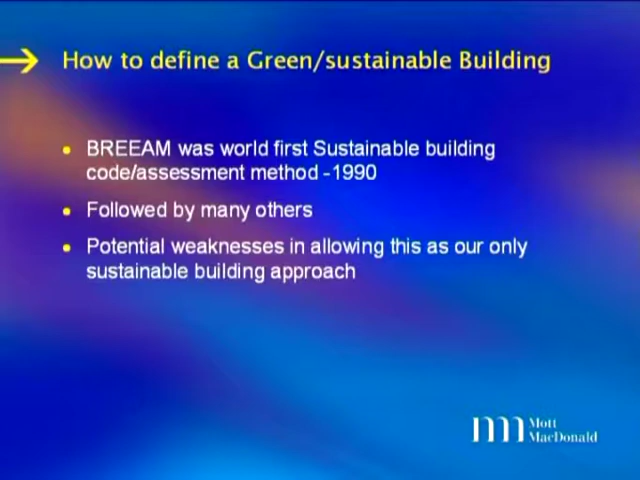 How to define a Green/sustainable Building
• BREEAM was world first Sustainable building
code/assessment method -1990
• Followed by many others
• Potential weaknesses in allowing this as our only
sustainable building approach
Mott
MacDonald